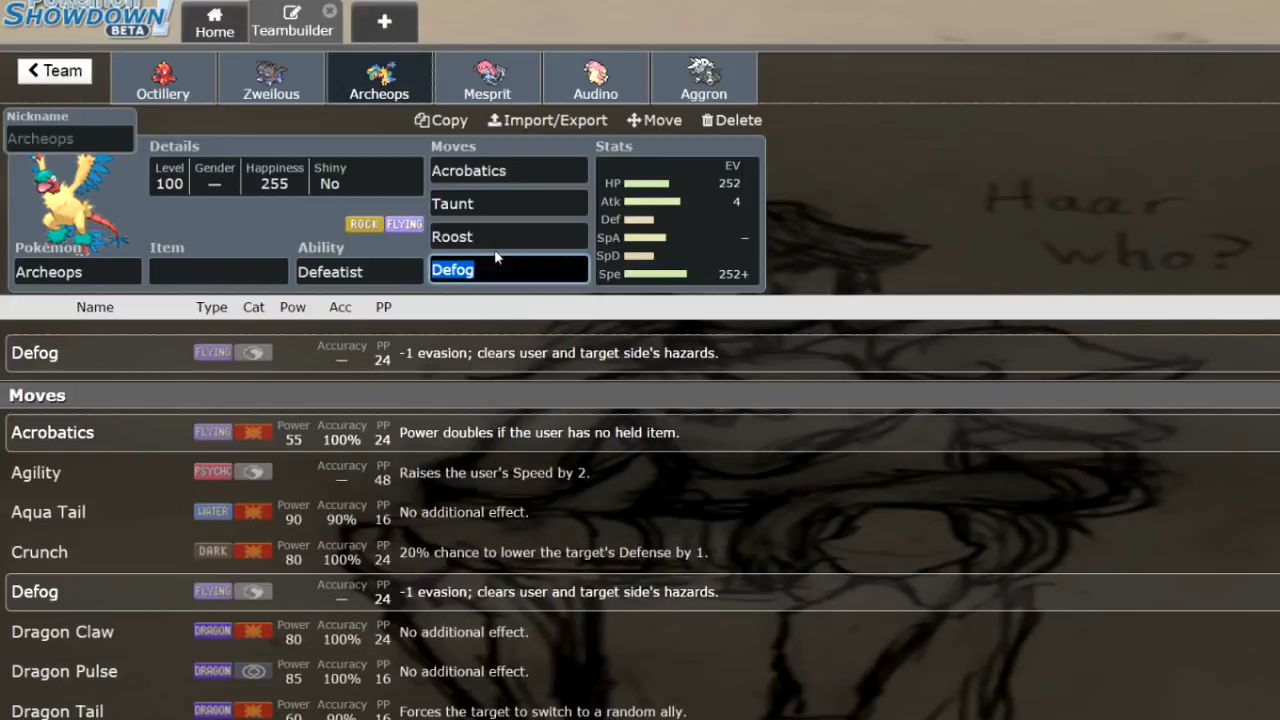 Pokémon
SHOWDOWN
BETA
Home
Teambuilder
Team
Octillery
Zweilous
Archeops
Mesprit
Audino
Aggron
Nickname
Archeops
Copy
Import/Export
Move
Delete
Details
Level
Gender
Happiness
Shiny
100
—
255
No
ROCK FLYING
Pokémon
Item
Ability
Archeops
Defeatist
Moves
Acrobatics
Taunt
Roost
Defog
Stats
EV
HP 252
Atk 4
Def
SpA –
SpD
Spe 252+
Name Type Cat Pow Acc PP
Defog FLYING Accuracy — PP 24 -1 evasion; clears user and target side's hazards.
Moves
Acrobatics FLYING Power 55 Accuracy 100% PP 24 Power doubles if the user has no held item.
Agility PSYCHC Accuracy — PP 48 Raises the user's Speed by 2.
Aqua Tail WATER Power 90 Accuracy 90% PP 16 No additional effect.
Crunch DARK Power 80 Accuracy 100% PP 24 20% chance to lower the target's Defense by 1.
Defog FLYING Accuracy — PP 24 -1 evasion; clears user and target side's hazards.
Dragon Claw DRAGON Power 80 Accuracy 100% PP 24 No additional effect.
Dragon Pulse DRAGON Power 85 Accuracy 100% PP 16 No additional effect.
Dragon Tail DRAGON Power 60 Accuracy 90% PP 16 Forces the target to switch to a random ally.
Haar
who?